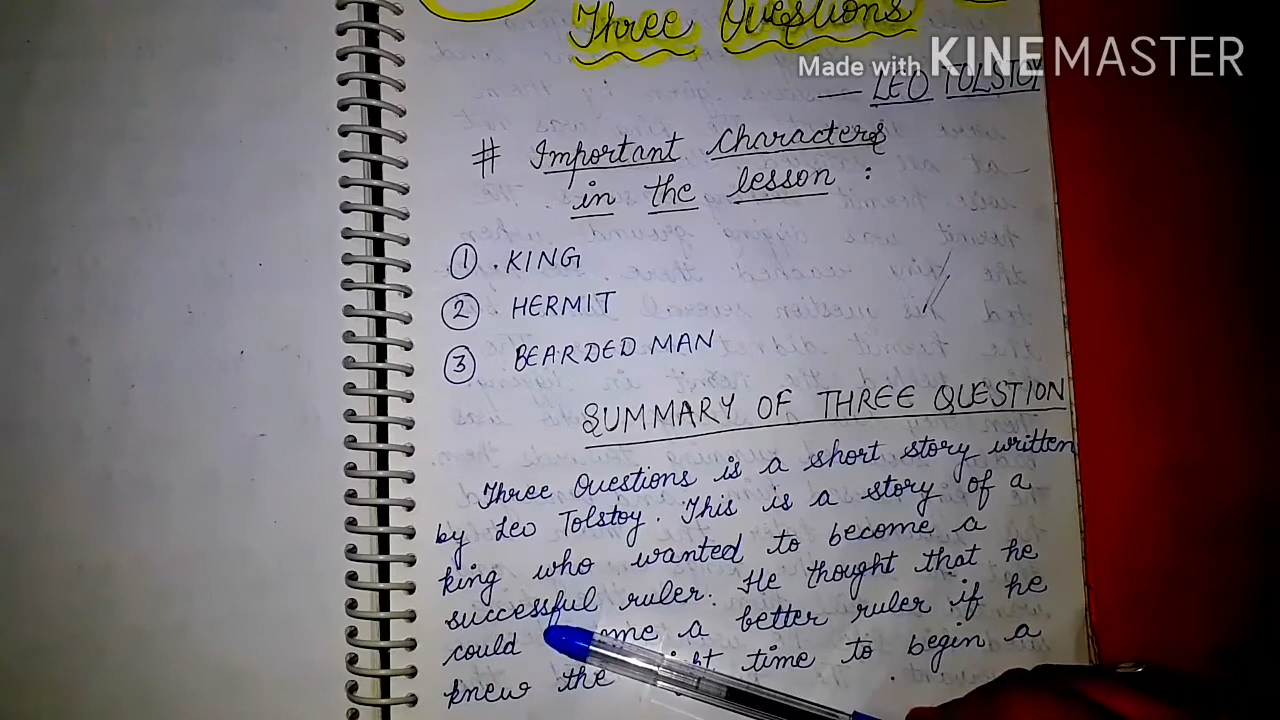 Three Questions
Made with KINEMASTER
— LEO TOLSTOY
# Important characters
in the lesson :
① . KING
② . HERMIT
③ BEARDED MAN
SUMMARY OF THREE QUESTION
Three Questions is a short story written
by Leo Tolstoy. This is a story of a
king who wanted to become a
successful ruler. He thought that he
could me a better ruler if he
knew the time to begin a